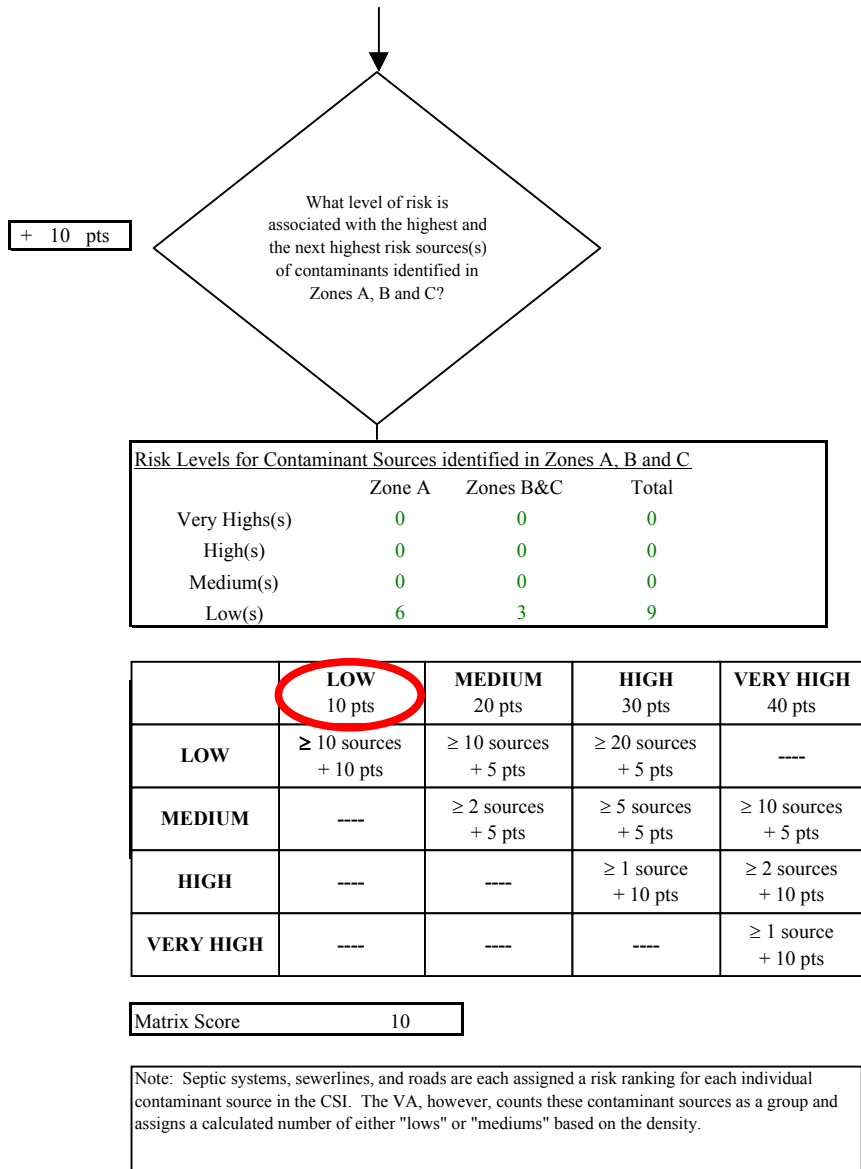 What level of risk is
associated with the highest and
the next highest risk sources(s)
of contaminants identified in
Zones A, B and C?
+ 10 pts
Risk Levels for Contaminant Sources identified in Zones A, B and C
Zone A Zones B&C Total
Very Highs(s) 0 0 0
High(s) 0 0 0
Medium(s) 0 0 0
Low(s) 6 3 9
LOW MEDIUM HIGH VERY HIGH
10 pts 20 pts 30 pts 40 pts
LOW ≥ 10 sources ≥ 10 sources ≥ 20 sources ----
+ 10 pts + 5 pts + 5 pts
MEDIUM ---- ≥ 2 sources ≥ 5 sources ≥ 10 sources
+ 5 pts + 5 pts + 5 pts
HIGH ---- ---- ≥ 1 source ≥ 2 sources
+ 10 pts + 10 pts
VERY HIGH ---- ---- ---- ≥ 1 source
+ 10 pts
Matrix Score 10
Note: Septic systems, sewerlines, and roads are each assigned a risk ranking for each individual
contaminant source in the CSI. The VA, however, counts these contaminant sources as a group and
assigns a calculated number of either "lows" or "mediums" based on the density.